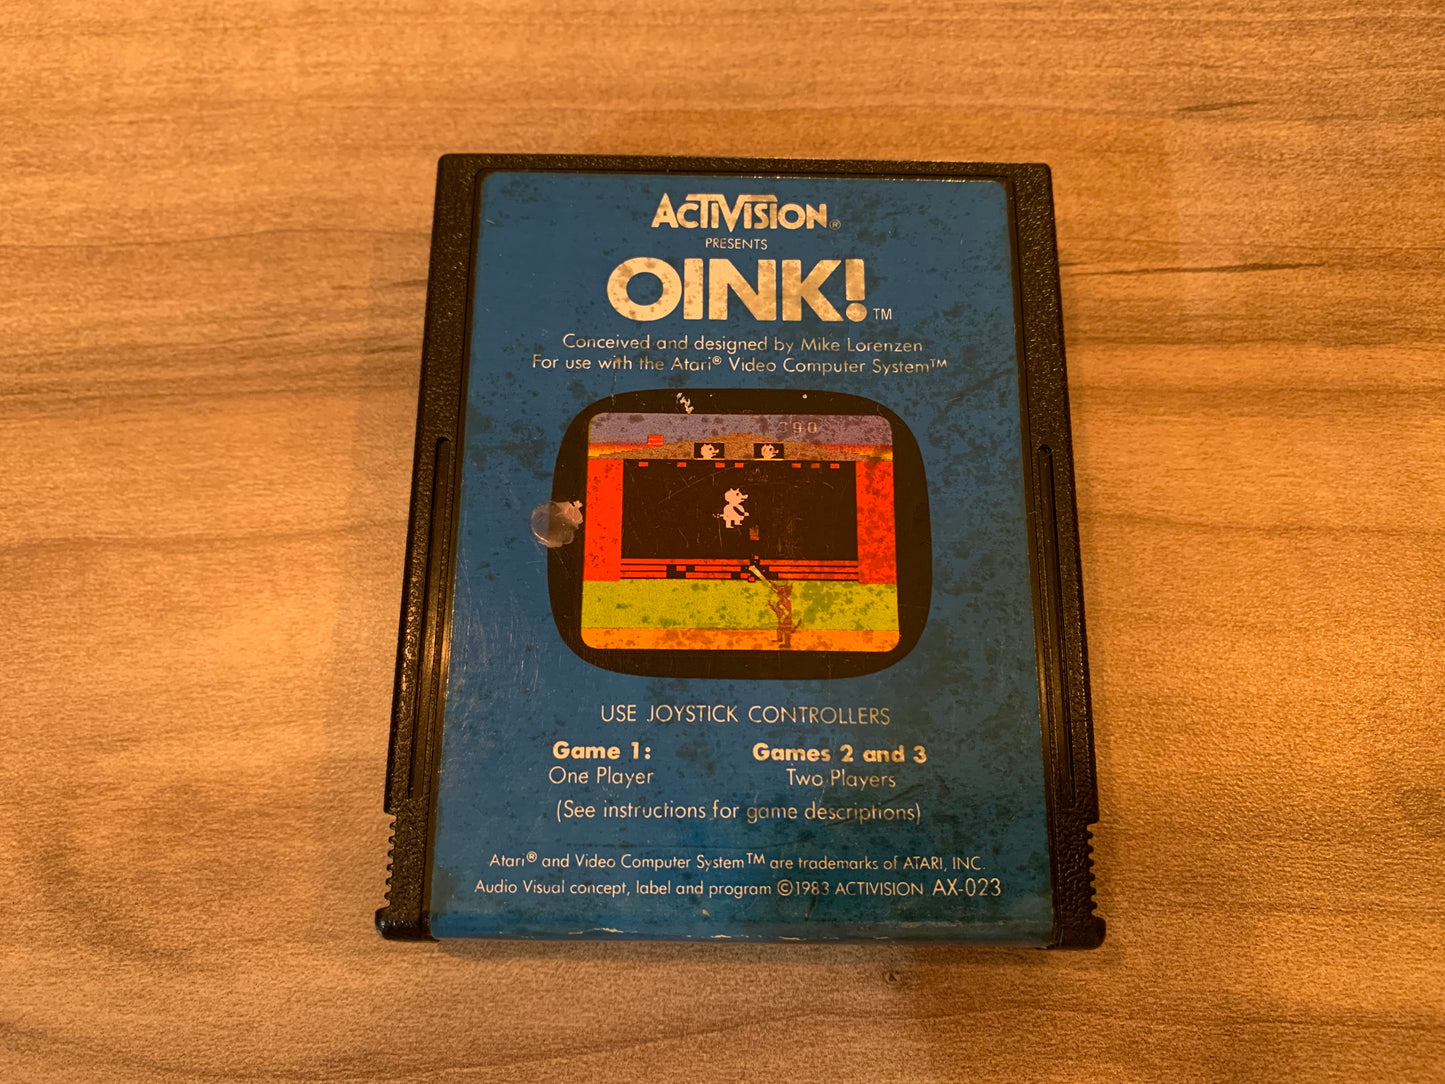 ACTIVISION®
PRESENTS
OINK!™
Conceived and designed by Mike Lorenzen
For use with the Atari® Video Computer System™
390
USE JOYSTICK CONTROLLERS
Game 1: Games 2 and 3
One Player Two Players
(See instructions for game descriptions)
Atari® and Video Computer System™ are trademarks of ATARI, INC.
Audio Visual concept, label and program ©1983 ACTIVISION AX-023